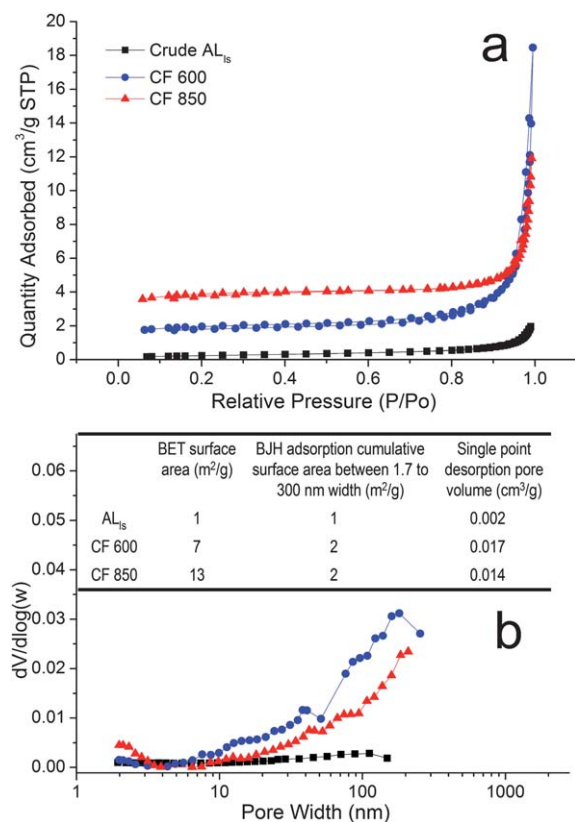 a
Crude ALIs
CF 600
CF 850
20
18
16
14
12
10
8
6
4
2
0
Quantity Adsorbed (cm³/g STP)
0.0 0.2 0.4 0.6 0.8 1.0
Relative Pressure (P/Po)
BET surface area (m²/g)
BJH adsorption cumulative surface area between 1.7 to 300 nm width (m²/g)
Single point desorption pore volume (cm³/g)
ALIs 1 1 0.002
CF 600 7 2 0.017
CF 850 13 2 0.014
b
0.06
0.05
0.04
0.03
0.02
0.01
0.00
dV/dlog(w)
1 10 100 1000
Pore Width (nm)